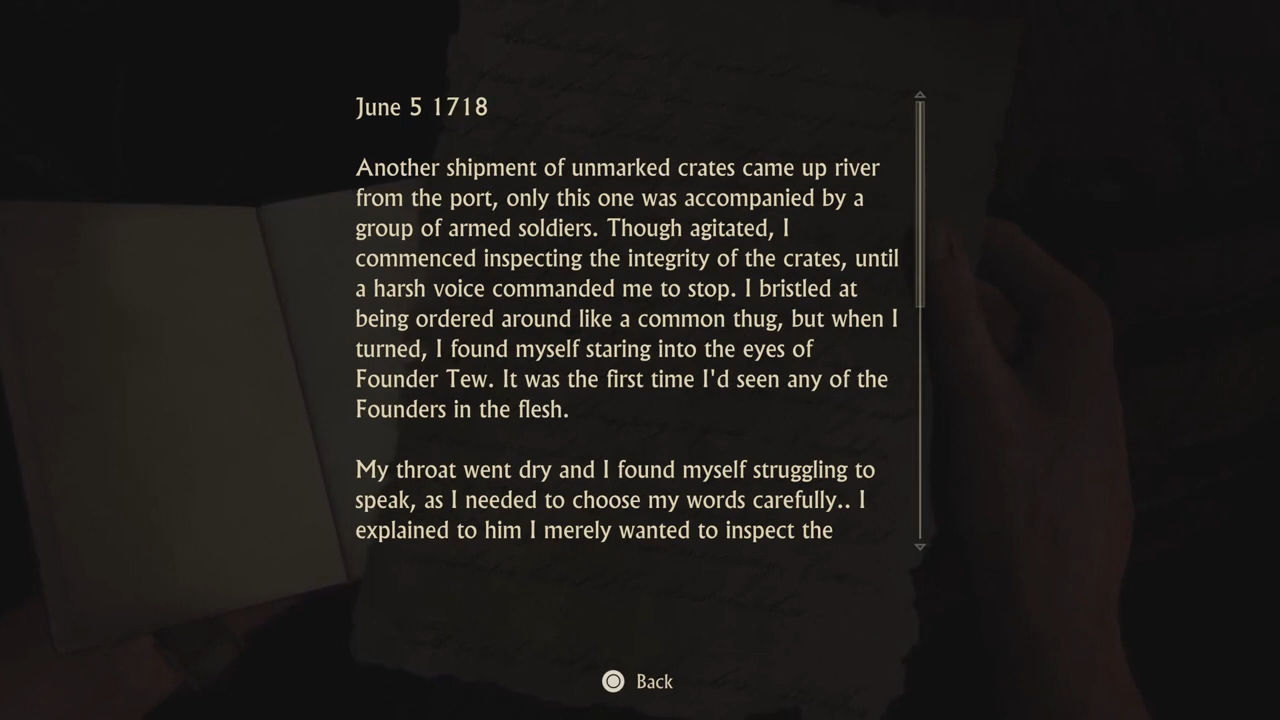 June 5 1718
Another shipment of unmarked crates came up river
from the port, only this one was accompanied by a
group of armed soldiers. Though agitated, I
commenced inspecting the integrity of the crates, until
a harsh voice commanded me to stop. I bristled at
being ordered around like a common thug, but when I
turned, I found myself staring into the eyes of
Founder Tew. It was the first time I'd seen any of the
Founders in the flesh.
My throat went dry and I found myself struggling to
speak, as I needed to choose my words carefully.. I
explained to him I merely wanted to inspect the
Back